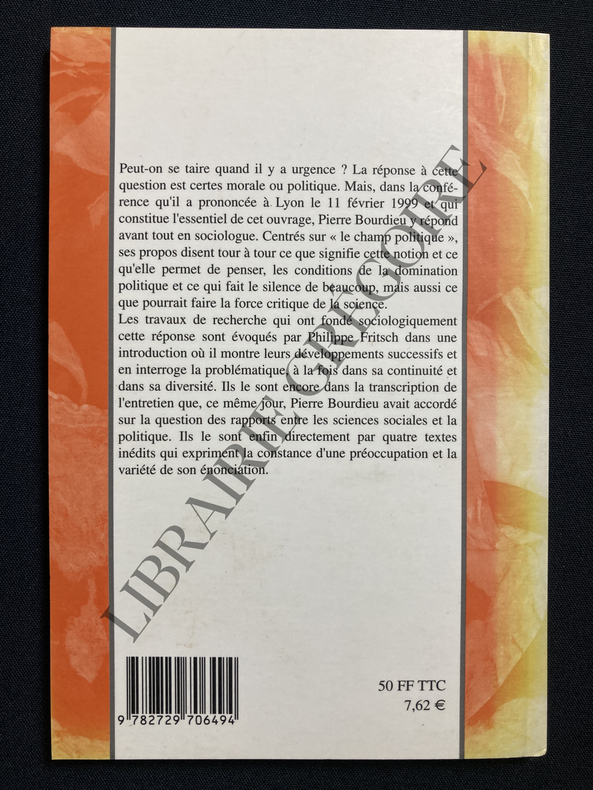 Peut-on se taire quand il y a urgence ? La réponse à cette
question est certes morale ou politique. Mais, dans la confé-
rence qu'il a prononcée à Lyon le 11 février 1999 et qui
constitue l'essentiel de cet ouvrage, Pierre Bourdieu y répond
avant tout en sociologue. Centrés sur « le champ politique »,
ses propos disent tour à tour ce que signifie cette notion et ce
qu'elle permet de penser, les conditions de la domination
politique et ce qui fait le silence de beaucoup, mais aussi ce
que pourrait faire la force critique de la science.
Les travaux de recherche qui ont fondé sociologiquement
cette réponse sont évoqués par Philippe Fritsch dans une
introduction où il montre leurs développements successifs et
en interroge la problématique, à la fois dans sa continuité et
dans sa diversité. Ils le sont encore dans la transcription de
l'entretien que, ce même jour, Pierre Bourdieu avait accordé
sur la question des rapports entre les sciences sociales et la
politique. Ils le sont enfin directement par quatre textes
inédits qui expriment la constance d'une préoccupation et la
variété de son énonciation.
LIBRAIRIE GREGOIRE
50 FF TTC
7,62 €
9 782729 706494